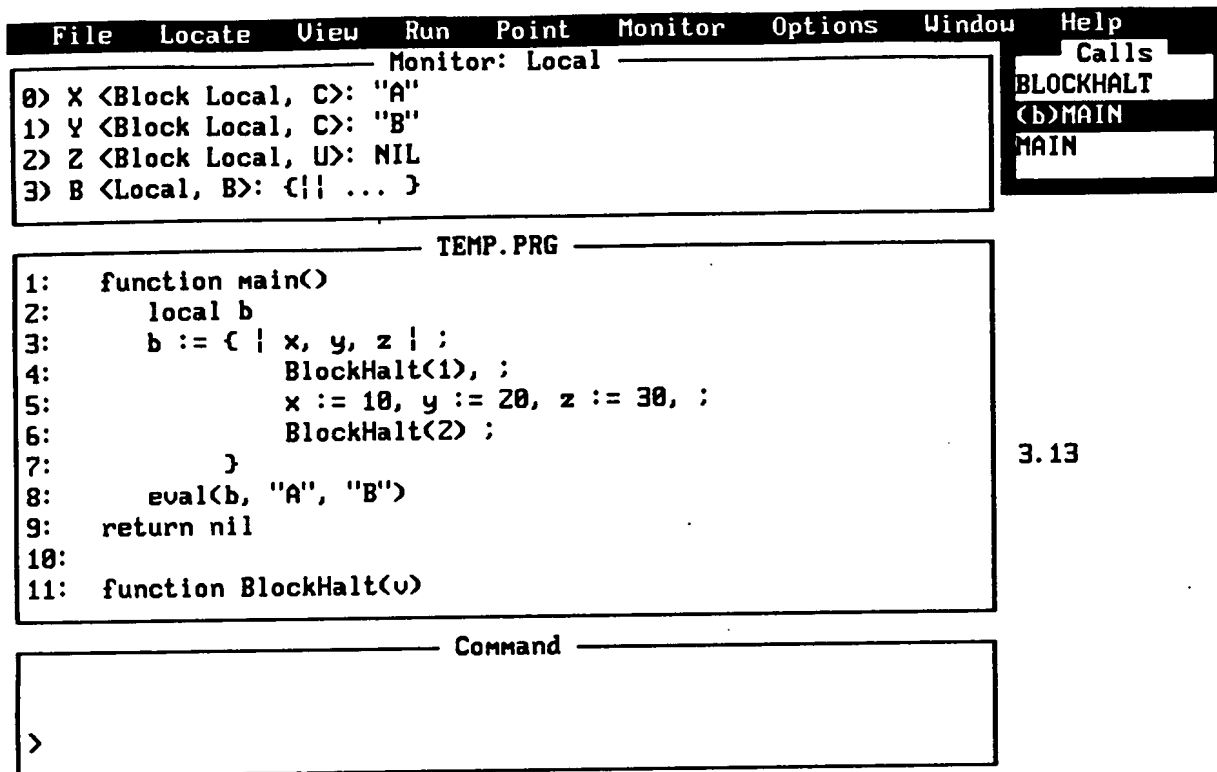 File Locate View Run Point Monitor Options Window Help
Monitor: Local
0) X <Block Local, C>: "A"
1) Y <Block Local, C>: "B"
2) Z <Block Local, U>: NIL
3) B <Local, B>: {|| ... }
Calls
BLOCKHALT
(b)MAIN
MAIN
TEMP.PRG
1: function main()
2: local b
3: b := { | x, y, z | ;
4: BlockHalt(1), ;
5: x := 10, y := 20, z := 30, ;
6: BlockHalt(2) ;
7: }
8: eval(b, "A", "B")
9: return nil
10:
11: function BlockHalt(v)
3.13
Command
>